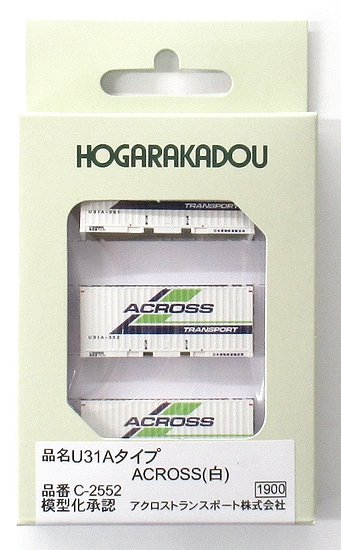 HOGARAKADOU
TRANSPORT
U31A-351
ACROSS
TRANSPORT
U31A-352
ACROSS
品名U31Aタイプ
ACROSS(白)
品番 C-2552
1900
模型化承認 アクロストランスポート株式会社